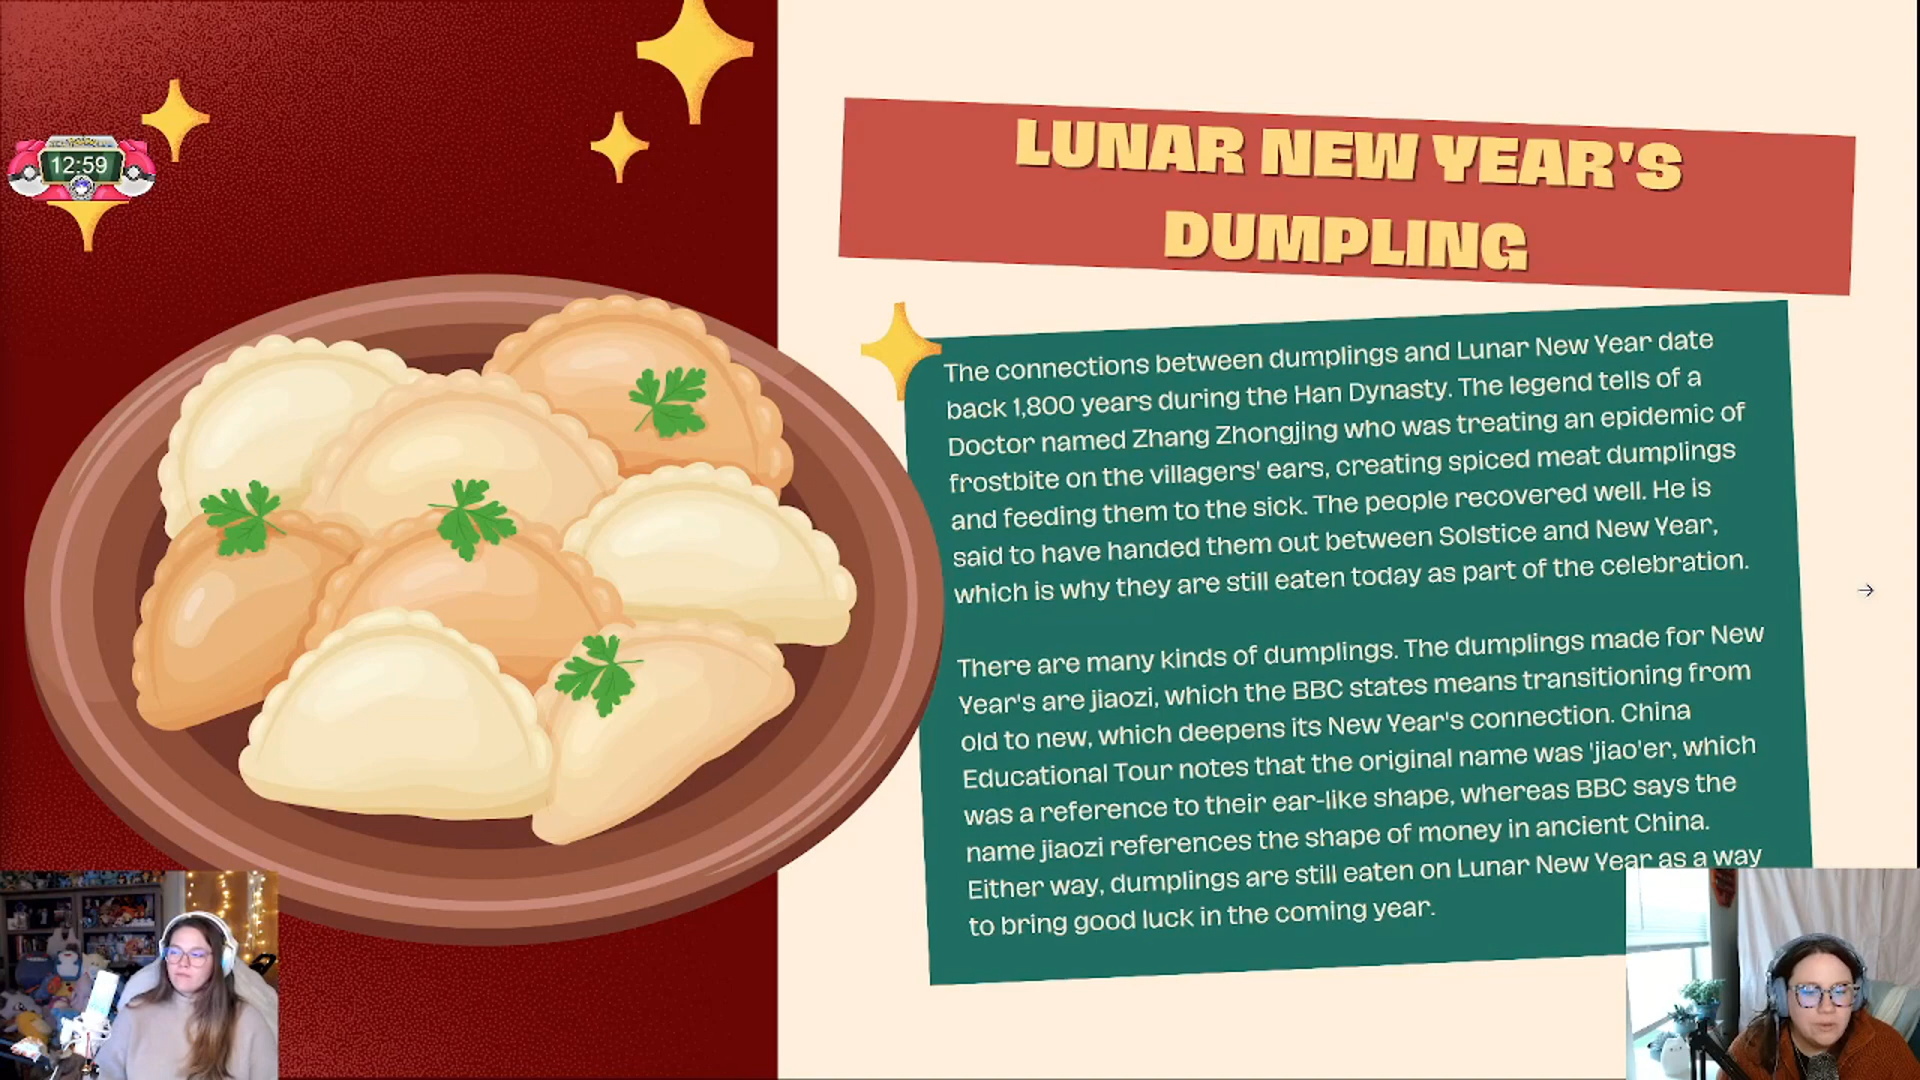 12:59
LUNAR NEW YEAR'S
DUMPLING
The connections between dumplings and Lunar New Year date
back 1,800 years during the Han Dynasty. The legend tells of a
Doctor named Zhang Zhongjing who was treating an epidemic of
frostbite on the villagers' ears, creating spiced meat dumplings
and feeding them to the sick. The people recovered well. He is
said to have handed them out between Solstice and New Year,
which is why they are still eaten today as part of the celebration.
There are many kinds of dumplings. The dumplings made for New
Year's are jiaozi, which the BBC states means transitioning from
old to new, which deepens its New Year's connection. China
Educational Tour notes that the original name was 'jiao'er, which
was a reference to their ear-like shape, whereas BBC says the
name jiaozi references the shape of money in ancient China.
Either way, dumplings are still eaten on Lunar New Year as a way
to bring good luck in the coming year.